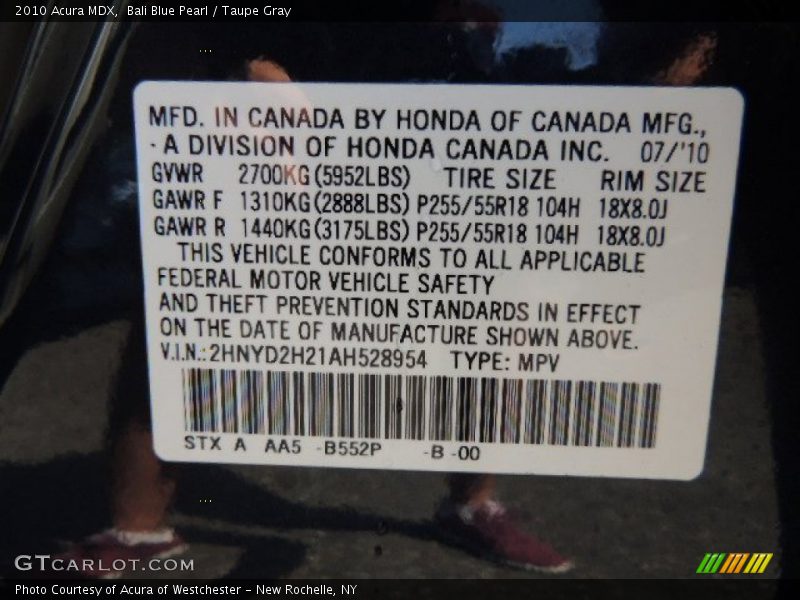 2010 Acura MDX,  Bali Blue Pearl / Taupe Gray
MFD. IN CANADA BY HONDA OF CANADA MFG.,
- A DIVISION OF HONDA CANADA INC.  07/'10
GVWR  2700KG(5952LBS)  TIRE SIZE  RIM SIZE
GAWR F  1310KG(2888LBS) P255/55R18 104H  18X8.0J
GAWR R  1440KG(3175LBS) P255/55R18 104H  18X8.0J
THIS VEHICLE CONFORMS TO ALL APPLICABLE
FEDERAL MOTOR VEHICLE SAFETY
AND THEFT PREVENTION STANDARDS IN EFFECT
ON THE DATE OF MANUFACTURE SHOWN ABOVE.
V.I.N.:2HNYD2H21AH528954  TYPE: MPV
STX  A  AA5  -B552P  -B -00
GTCARLOT.COM
Photo Courtesy of Acura of Westchester - New Rochelle, NY